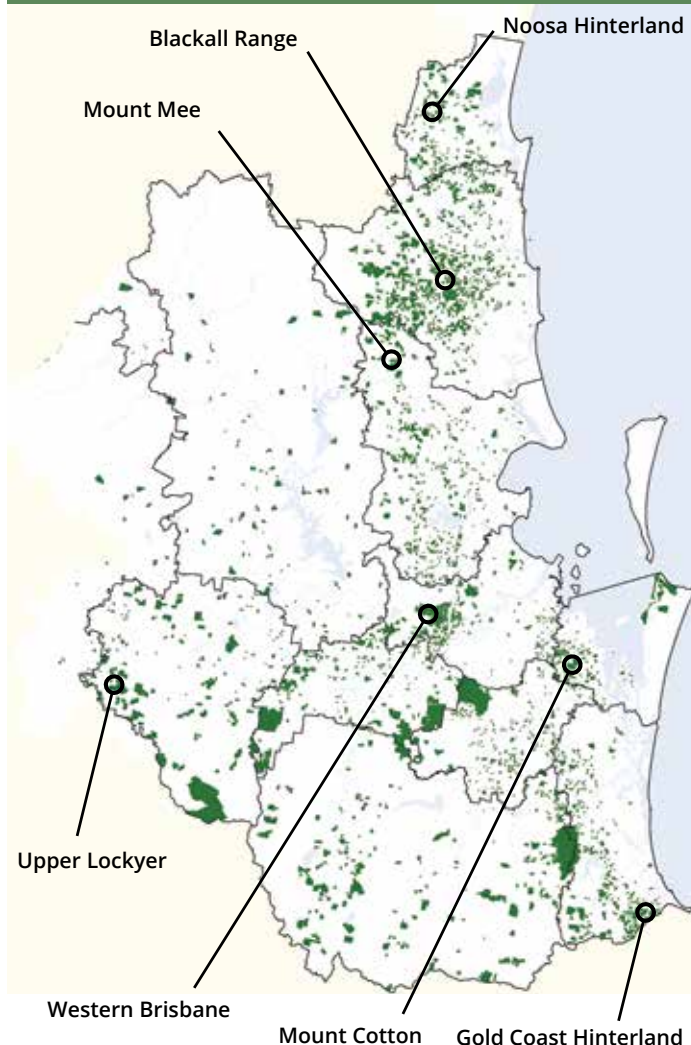 Noosa Hinterland
Blackall Range
Mount Mee
Upper Lockyer
Western Brisbane
Mount Cotton
Gold Coast Hinterland